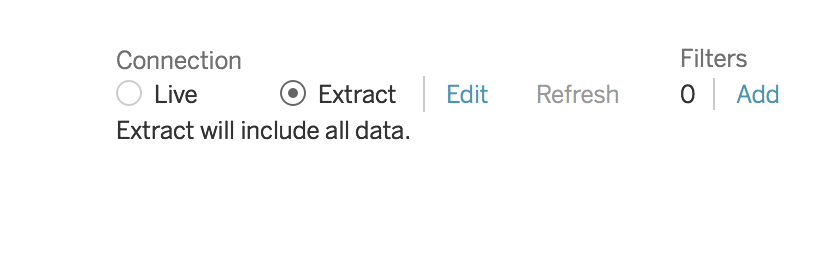 Connection
Filters
Live Extract Edit Refresh
0 Add
Extract will include all data.